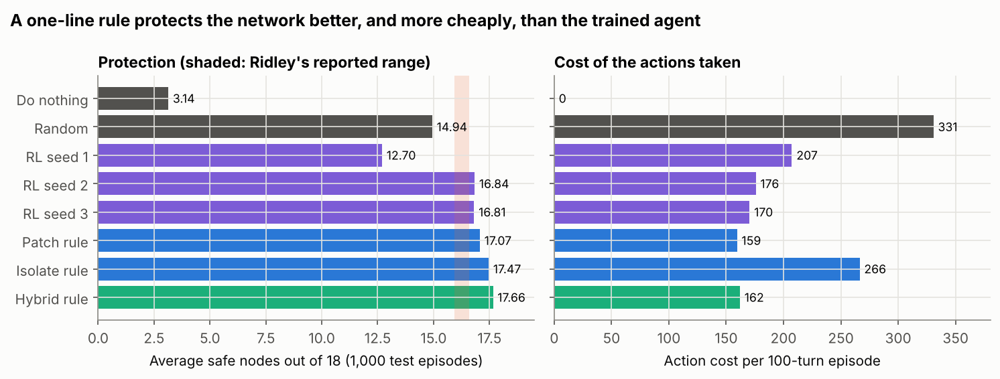 A one-line rule protects the network better, and more cheaply, than the trained agent
Protection (shaded: Ridley's reported range)
Do nothing 3.14
Random 14.94
RL seed 1 12.70
RL seed 2 16.84
RL seed 3 16.81
Patch rule 17.07
Isolate rule 17.47
Hybrid rule 17.66
0.0 2.5 5.0 7.5 10.0 12.5 15.0 17.5
Average safe nodes out of 18 (1,000 test episodes)
Cost of the actions taken
0
331
207
176
170
159
266
162
0 50 100 150 200 250 300 350
Action cost per 100-turn episode